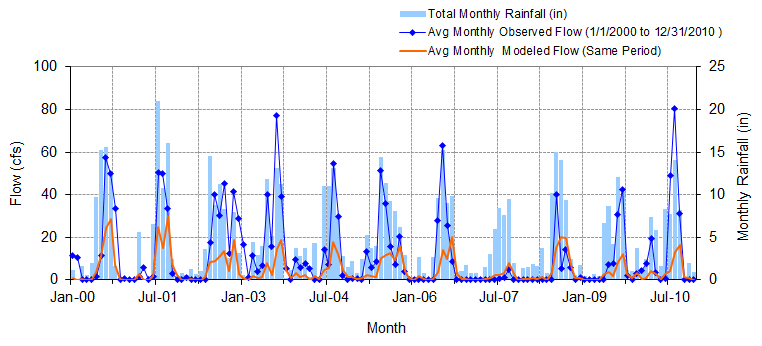 Total Monthly Rainfall (in)
Avg Monthly Observed Flow (1/1/2000 to 12/31/2010 )
Avg Monthly Modeled Flow (Same Period)
100
80
60
40
20
0
Flow (cfs)
25
20
15
10
5
0
Monthly Rainfall (in)
Jan-00 Jul-01 Jan-03 Jul-04 Jan-06 Jul-07 Jan-09 Jul-10
Month